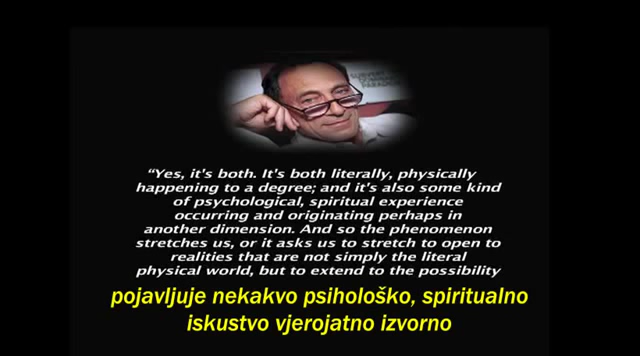 SUBVERT
DOMINANT
PARADIGM
“Yes, it's both. It's both literally, physically
happening to a degree; and it's also some kind
of psychological, spiritual experience
occurring and originating perhaps in
another dimension. And so the phenomenon
stretches us, or it asks us to stretch to open to
realities that are not simply the literal
physical world, but to extend to the possibility
pojavljuje nekakvo psihološko, spiritualno
iskustvo vjerojatno izvorno